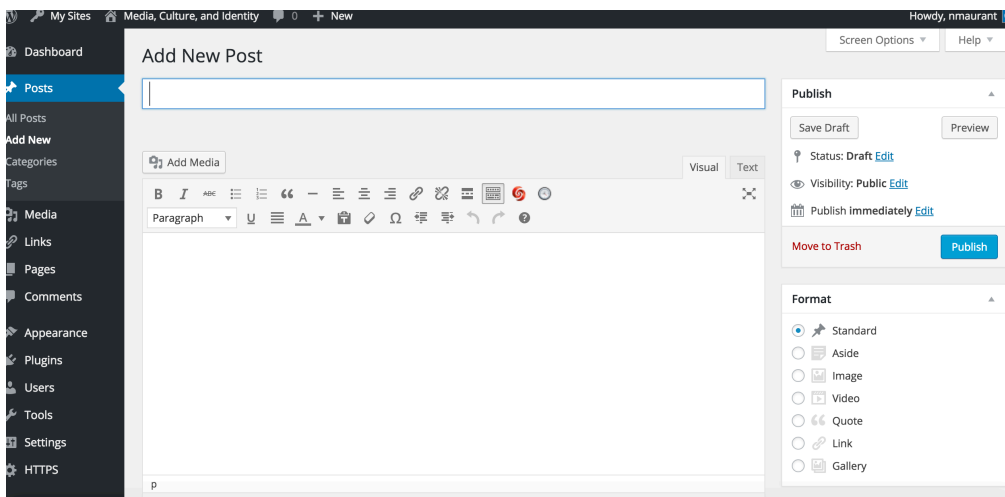 My Sites Media, Culture, and Identity 0 + New Howdy, nmaurant
Screen Options Help
Dashboard
Posts
All Posts
Add New
Categories
Tags
Media
Links
Pages
Comments
Appearance
Plugins
Users
Tools
Settings
HTTPS
Add New Post
Add Media
Visual Text
B I ABE
Paragraph U A Ω
p
Publish
Save Draft Preview
Status: Draft Edit
Visibility: Public Edit
Publish immediately Edit
Move to Trash Publish
Format
Standard
Aside
Image
Video
Quote
Link
Gallery